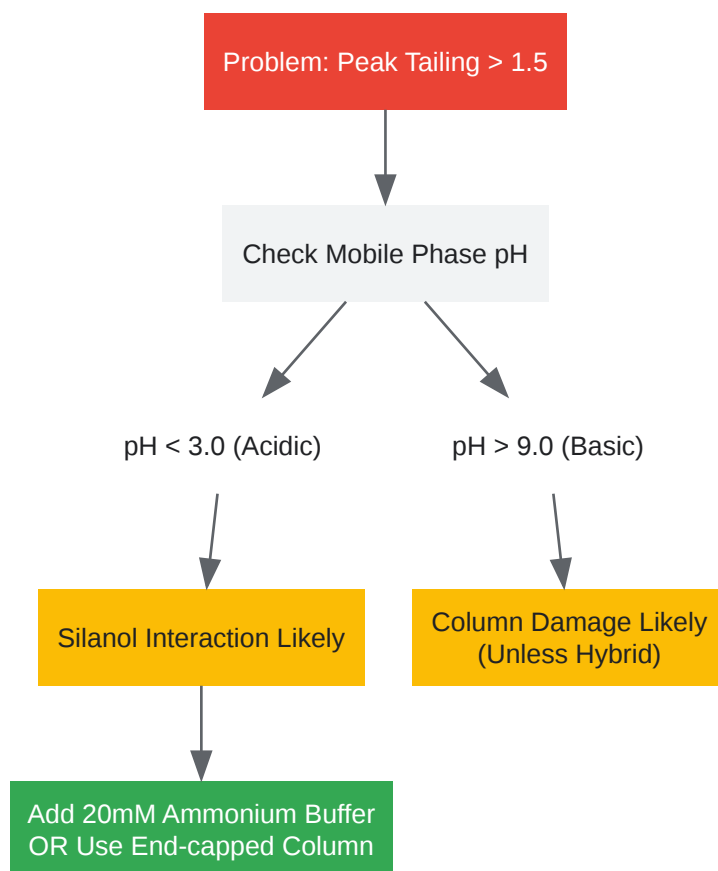 Problem: Peak Tailing > 1.5
Check Mobile Phase pH
pH < 3.0 (Acidic)
pH > 9.0 (Basic)
Silanol Interaction Likely
Column Damage Likely
(Unless Hybrid)
Add 20mM Ammonium Buffer
OR Use End-capped Column